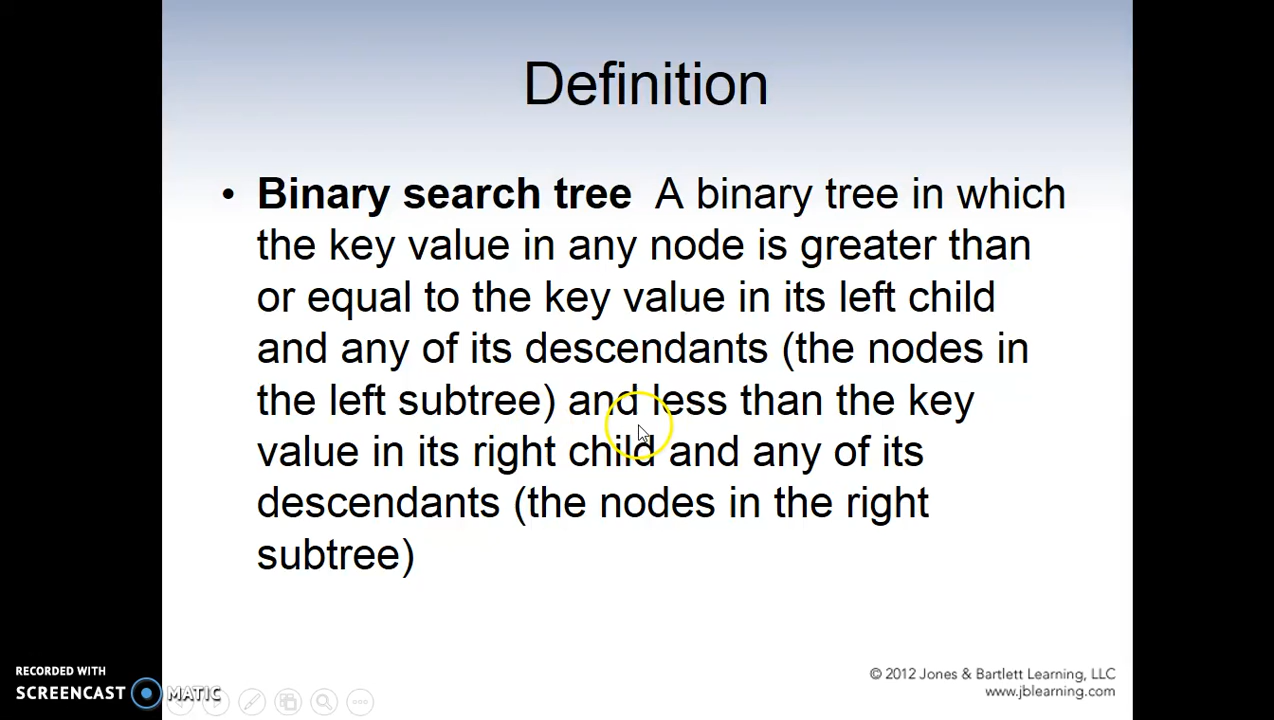 Definition
• Binary search tree A binary tree in which
the key value in any node is greater than
or equal to the key value in its left child
and any of its descendants (the nodes in
the left subtree) and less than the key
value in its right child and any of its
descendants (the nodes in the right
subtree)
© 2012 Jones & Bartlett Learning, LLC
www.jblearning.com
RECORDED WITH
SCREENCAST MATIC